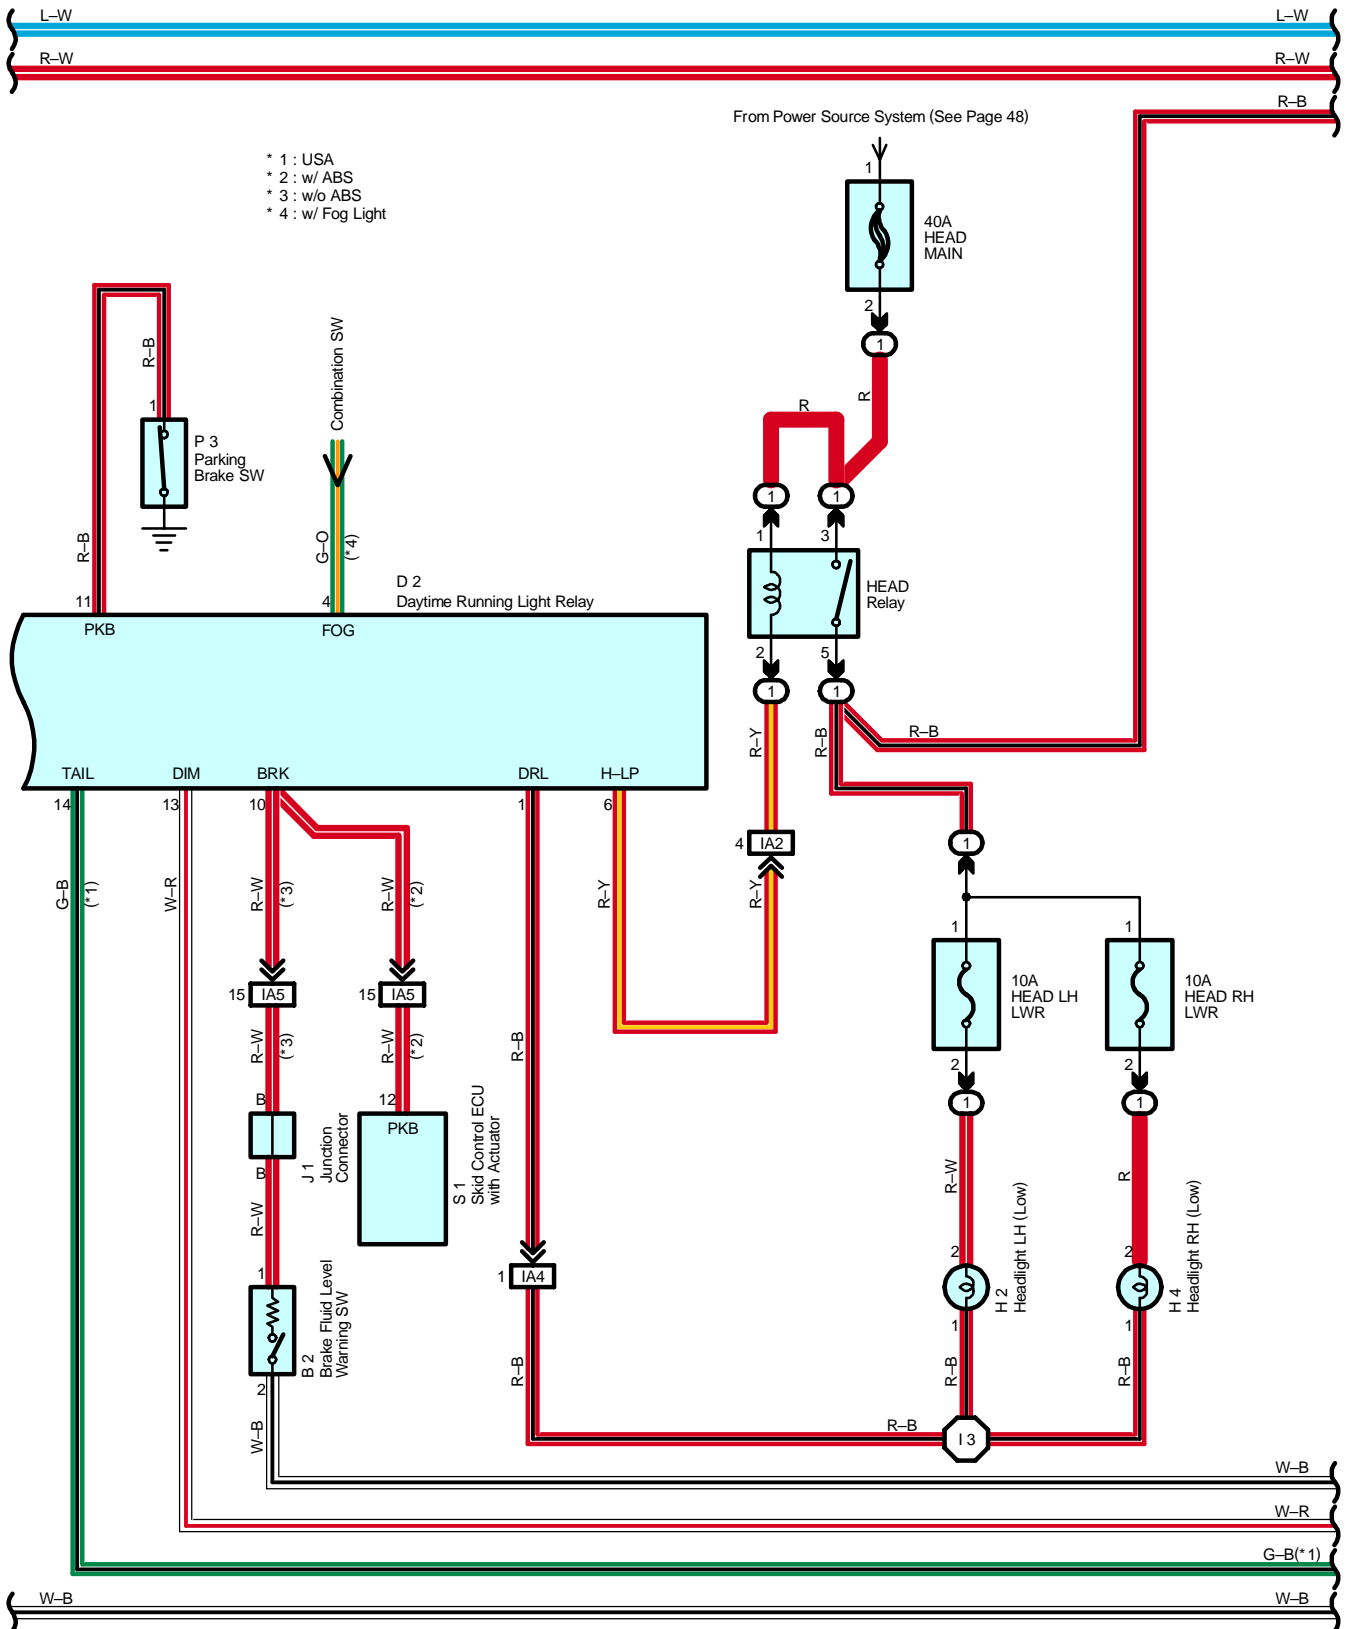 L–W
L–W
R–W
R–W
R–B
From Power Source System (See Page 48)
* 1 : USA
* 2 : w/ ABS
* 3 : w/o ABS
* 4 : w/ Fog Light
1
40A
HEAD
MAIN
2
1
R
R
1
1
1
3
HEAD
Relay
2
5
1
1
R–B
R–B
1
P 3
Parking
Brake SW
R–B
Combination SW
G–O
(*4)
D 2
Daytime Running Light Relay
11
4
PKB
FOG
TAIL
DIM
BRK
DRL
H–LP
14
13
10
1
6
R–Y
R–B
4
IA2
1
G–B
(*1)
W–R
R–W
(*3)
R–W
(*2)
R–Y
R–Y
1
1
10A
HEAD LH
LWR
10A
HEAD RH
LWR
15
IA5
15
IA5
R–W
(*3)
R–W
(*2)
R–B
2
2
1
1
B
12
PKB
J 1
Junction
Connector
B
S 1
Skid Control ECU
with Actuator
R–W
R–W
R
1
1
IA4
2
H 2
Headlight LH (Low)
2
H 4
Headlight RH (Low)
B 2
Brake Fluid Level
Warning SW
1
1
2
R–B
R–B
R–B
W–B
R–B
I 3
W–B
W–R
G–B(*1)
W–B
W–B